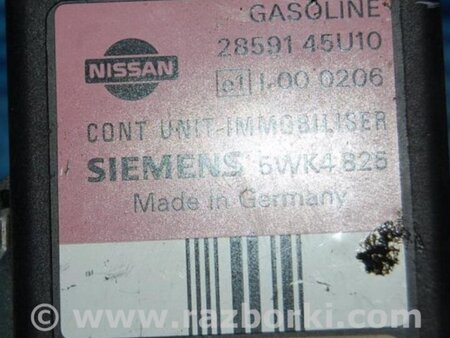 GASOLINE
28591 45U10
NISSAN
e1 I-00 0206
CONT UNIT-IMMOBILISER
SIEMENS 5WK4 825
Made in Germany
© www.razborki.com